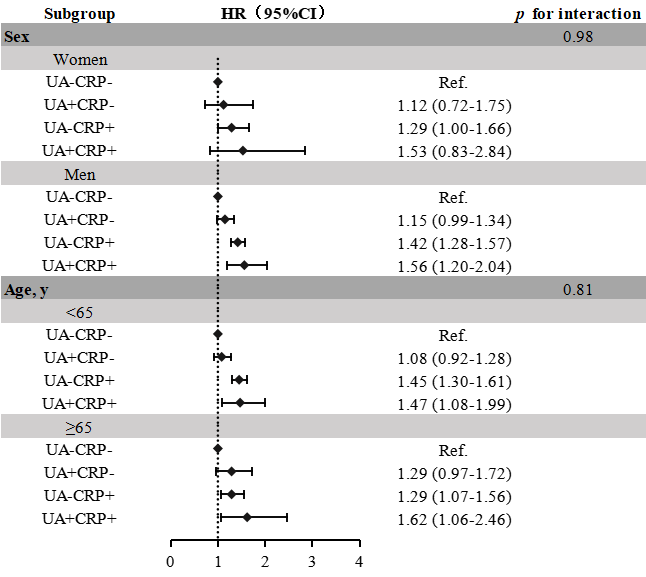 Subgroup HR（95%CI） p for interaction
Sex 0.98
Women
UA-CRP- Ref.
UA+CRP- 1.12 (0.72-1.75)
UA-CRP+ 1.29 (1.00-1.66)
UA+CRP+ 1.53 (0.83-2.84)
Men
UA-CRP- Ref.
UA+CRP- 1.15 (0.99-1.34)
UA-CRP+ 1.42 (1.28-1.57)
UA+CRP+ 1.56 (1.20-2.04)
Age, y 0.81
<65
UA-CRP- Ref.
UA+CRP- 1.08 (0.92-1.28)
UA-CRP+ 1.45 (1.30-1.61)
UA+CRP+ 1.47 (1.08-1.99)
≥65
UA-CRP- Ref.
UA+CRP- 1.29 (0.97-1.72)
UA-CRP+ 1.29 (1.07-1.56)
UA+CRP+ 1.62 (1.06-2.46)
0 1 2 3 4